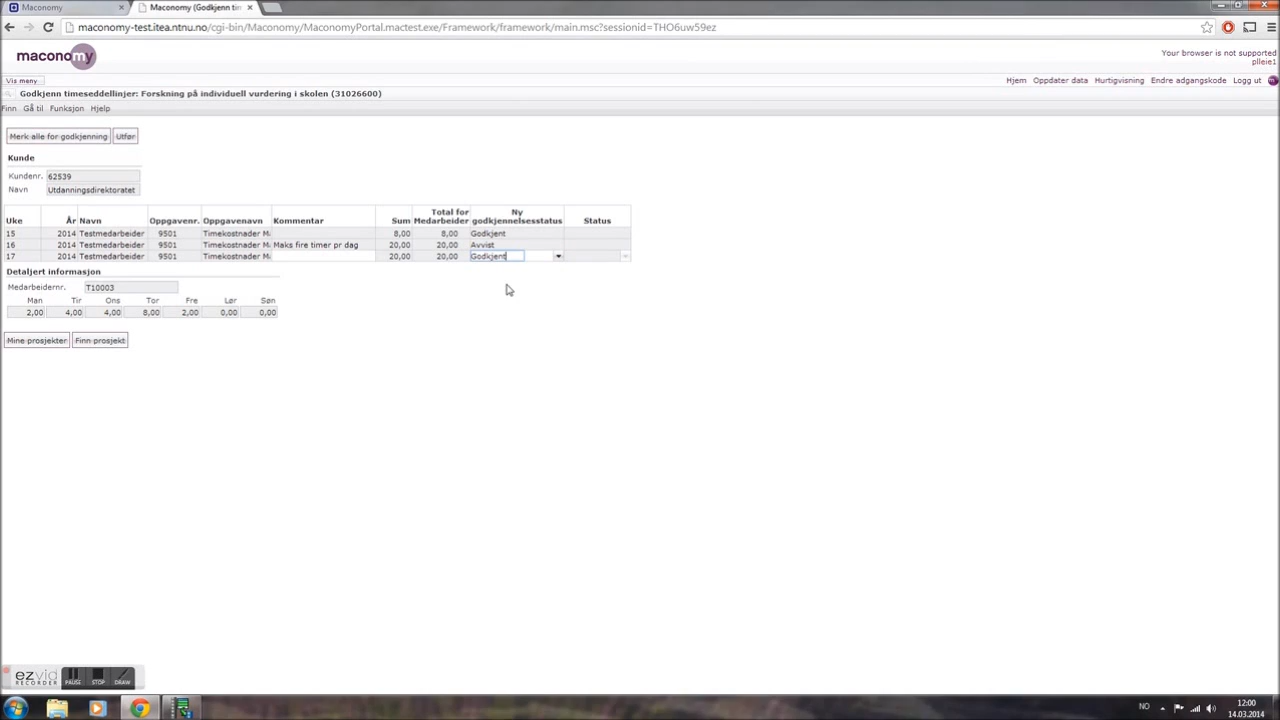 Maconomy
Maconomy (Godkjenn tim
maconomy-test.itea.ntnu.no/cgi-bin/Maconomy/MaconomyPortal.mactest.exe/Framework/framework/main.msc?sessionid=THO6uw59ez
maconomy
Your browser is not supported
plleie1
Vis meny
Hjem Oppdater data Hurtigvisning Endre adgangskode Logg ut
Godkjenn timeseddellinjer: Forskning på individuell vurdering i skolen (31026600)
Finn Gå til Funksjon Hjelp
Merk alle for godkjenning Utfør
Kunde
Kundenr. 62539
Navn Utdanningsdirektoratet
Uke År Navn Oppgavenr. Oppgavenavn Kommentar Sum Total for Medarbeider Ny godkjennelsesstatus Status
15 2014 Testmedarbeider 9501 Timekostnader M 8,00 8,00 Godkjent
16 2014 Testmedarbeider 9501 Timekostnader M Maks fire timer pr dag 20,00 20,00 Avvist
17 2014 Testmedarbeider 9501 Timekostnader M 20,00 20,00 Godkjent
Detaljert informasjon
Medarbeidernr. T10003
Man Tir Ons Tor Fre Lør Søn
2,00 4,00 4,00 8,00 2,00 0,00 0,00
Mine prosjekter Finn prosjekt
ezvid
RECORDER
PAUSE STOP DRAW
NO
12:00
14.03.2014